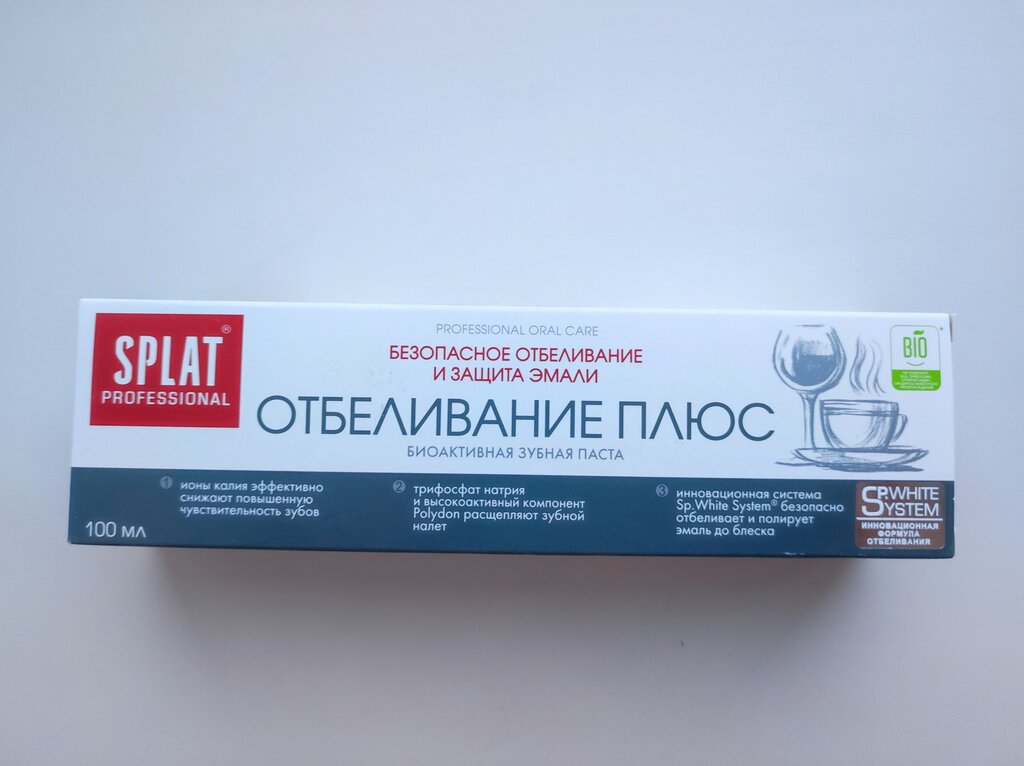 SPLAT®
PROFESSIONAL
PROFESSIONAL ORAL CARE
БЕЗОПАСНОЕ ОТБЕЛИВАНИЕ
И ЗАЩИТА ЭМАЛИ
ОТБЕЛИВАНИЕ ПЛЮС
БИОАКТИВНАЯ ЗУБНАЯ ПАСТА
BIO
100 МЛ
1 ионы калия эффективно
снижают повышенную
чувствительность зубов
2 трифосфат натрия
и высокоактивный компонент
Polydon расщепляют зубной
налет
3 инновационная система
Sp.White System® безопасно
отбеливает и полирует
эмаль до блеска
SP.WHITE
SYSTEM
ИННОВАЦИОННАЯ
ФОРМУЛА
ОТБЕЛИВАНИЯ